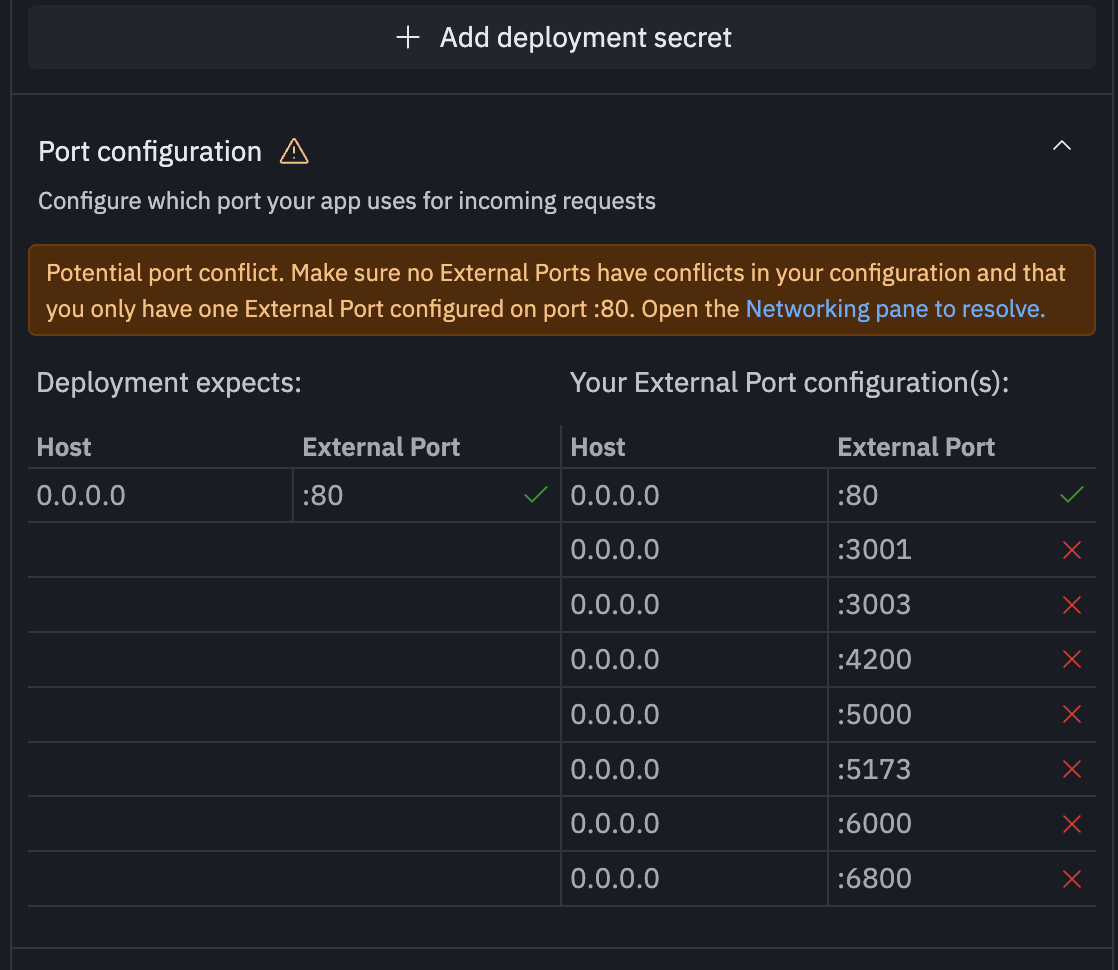 Add deployment secret
Port configuration
Configure which port your app uses for incoming requests
Potential port conflict. Make sure no External Ports have conflicts in your configuration and that
you only have one External Port configured on port :80. Open the Networking pane to resolve.
Deployment expects: Your External Port configuration(s):
Host External Port Host External Port
0.0.0.0 :80 0.0.0.0 :80
0.0.0.0 :3001
0.0.0.0 :3003
0.0.0.0 :4200
0.0.0.0 :5000
0.0.0.0 :5173
0.0.0.0 :6000
0.0.0.0 :6800